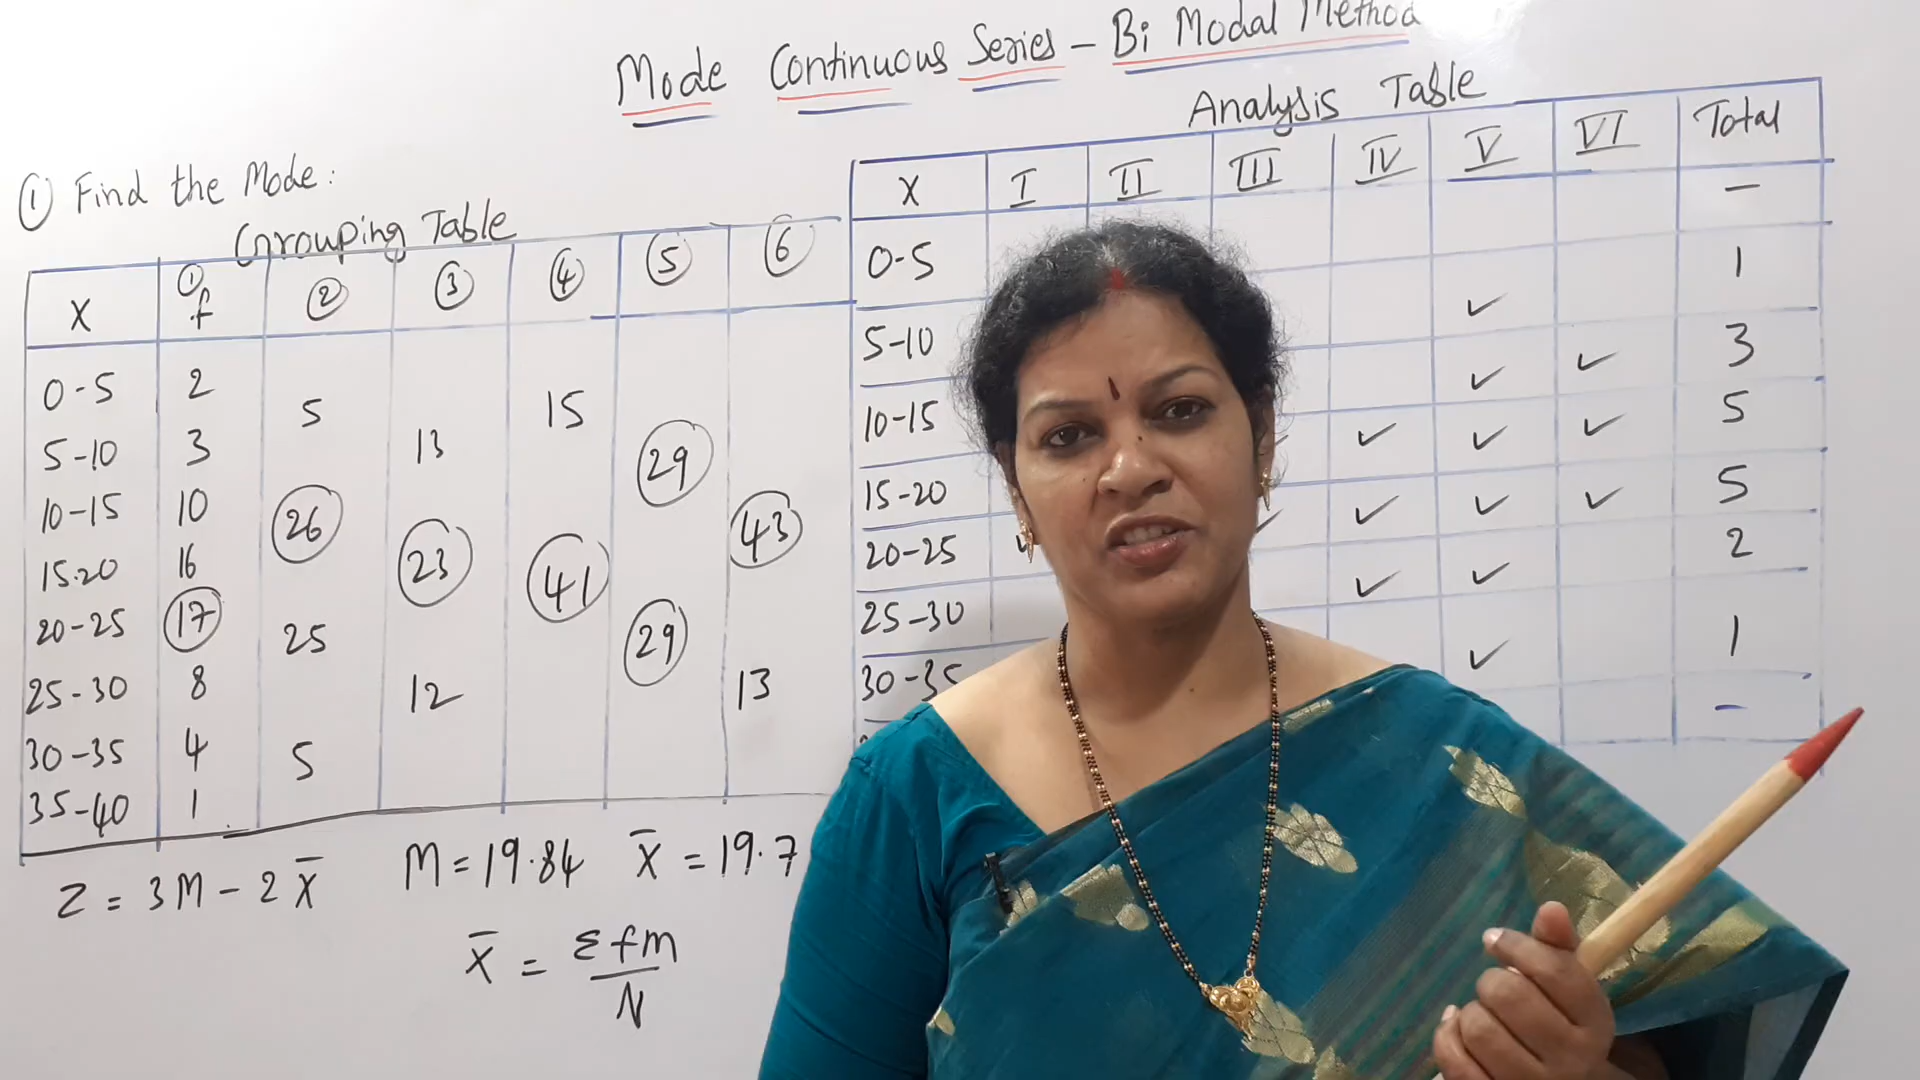 Mode Continuous Series - Bi Modal Method
① Find the Mode:
Grouping Table
X ① f ② ③ ④ ⑤ ⑥
0-5 2
5 15
5-10 3
13 29
10-15 10
26 43
15.20 16
23 41
20-25 17
25 29
25-30 8
12 13
30-35 4
5
35-40 1
Z = 3M - 2X̄ M = 19.84 X̄ = 19.7
X̄ = Σfm / N
Analysis Table
X I II III IV V VI Total
0-5 —
5-10 ✓ 1
10-15 ✓ ✓ 3
15-20 ✓ ✓ ✓ ✓ 5
20-25 ✓ ✓ ✓ ✓ ✓ 5
25-30 ✓ ✓ 2
30-35 ✓ 1
—